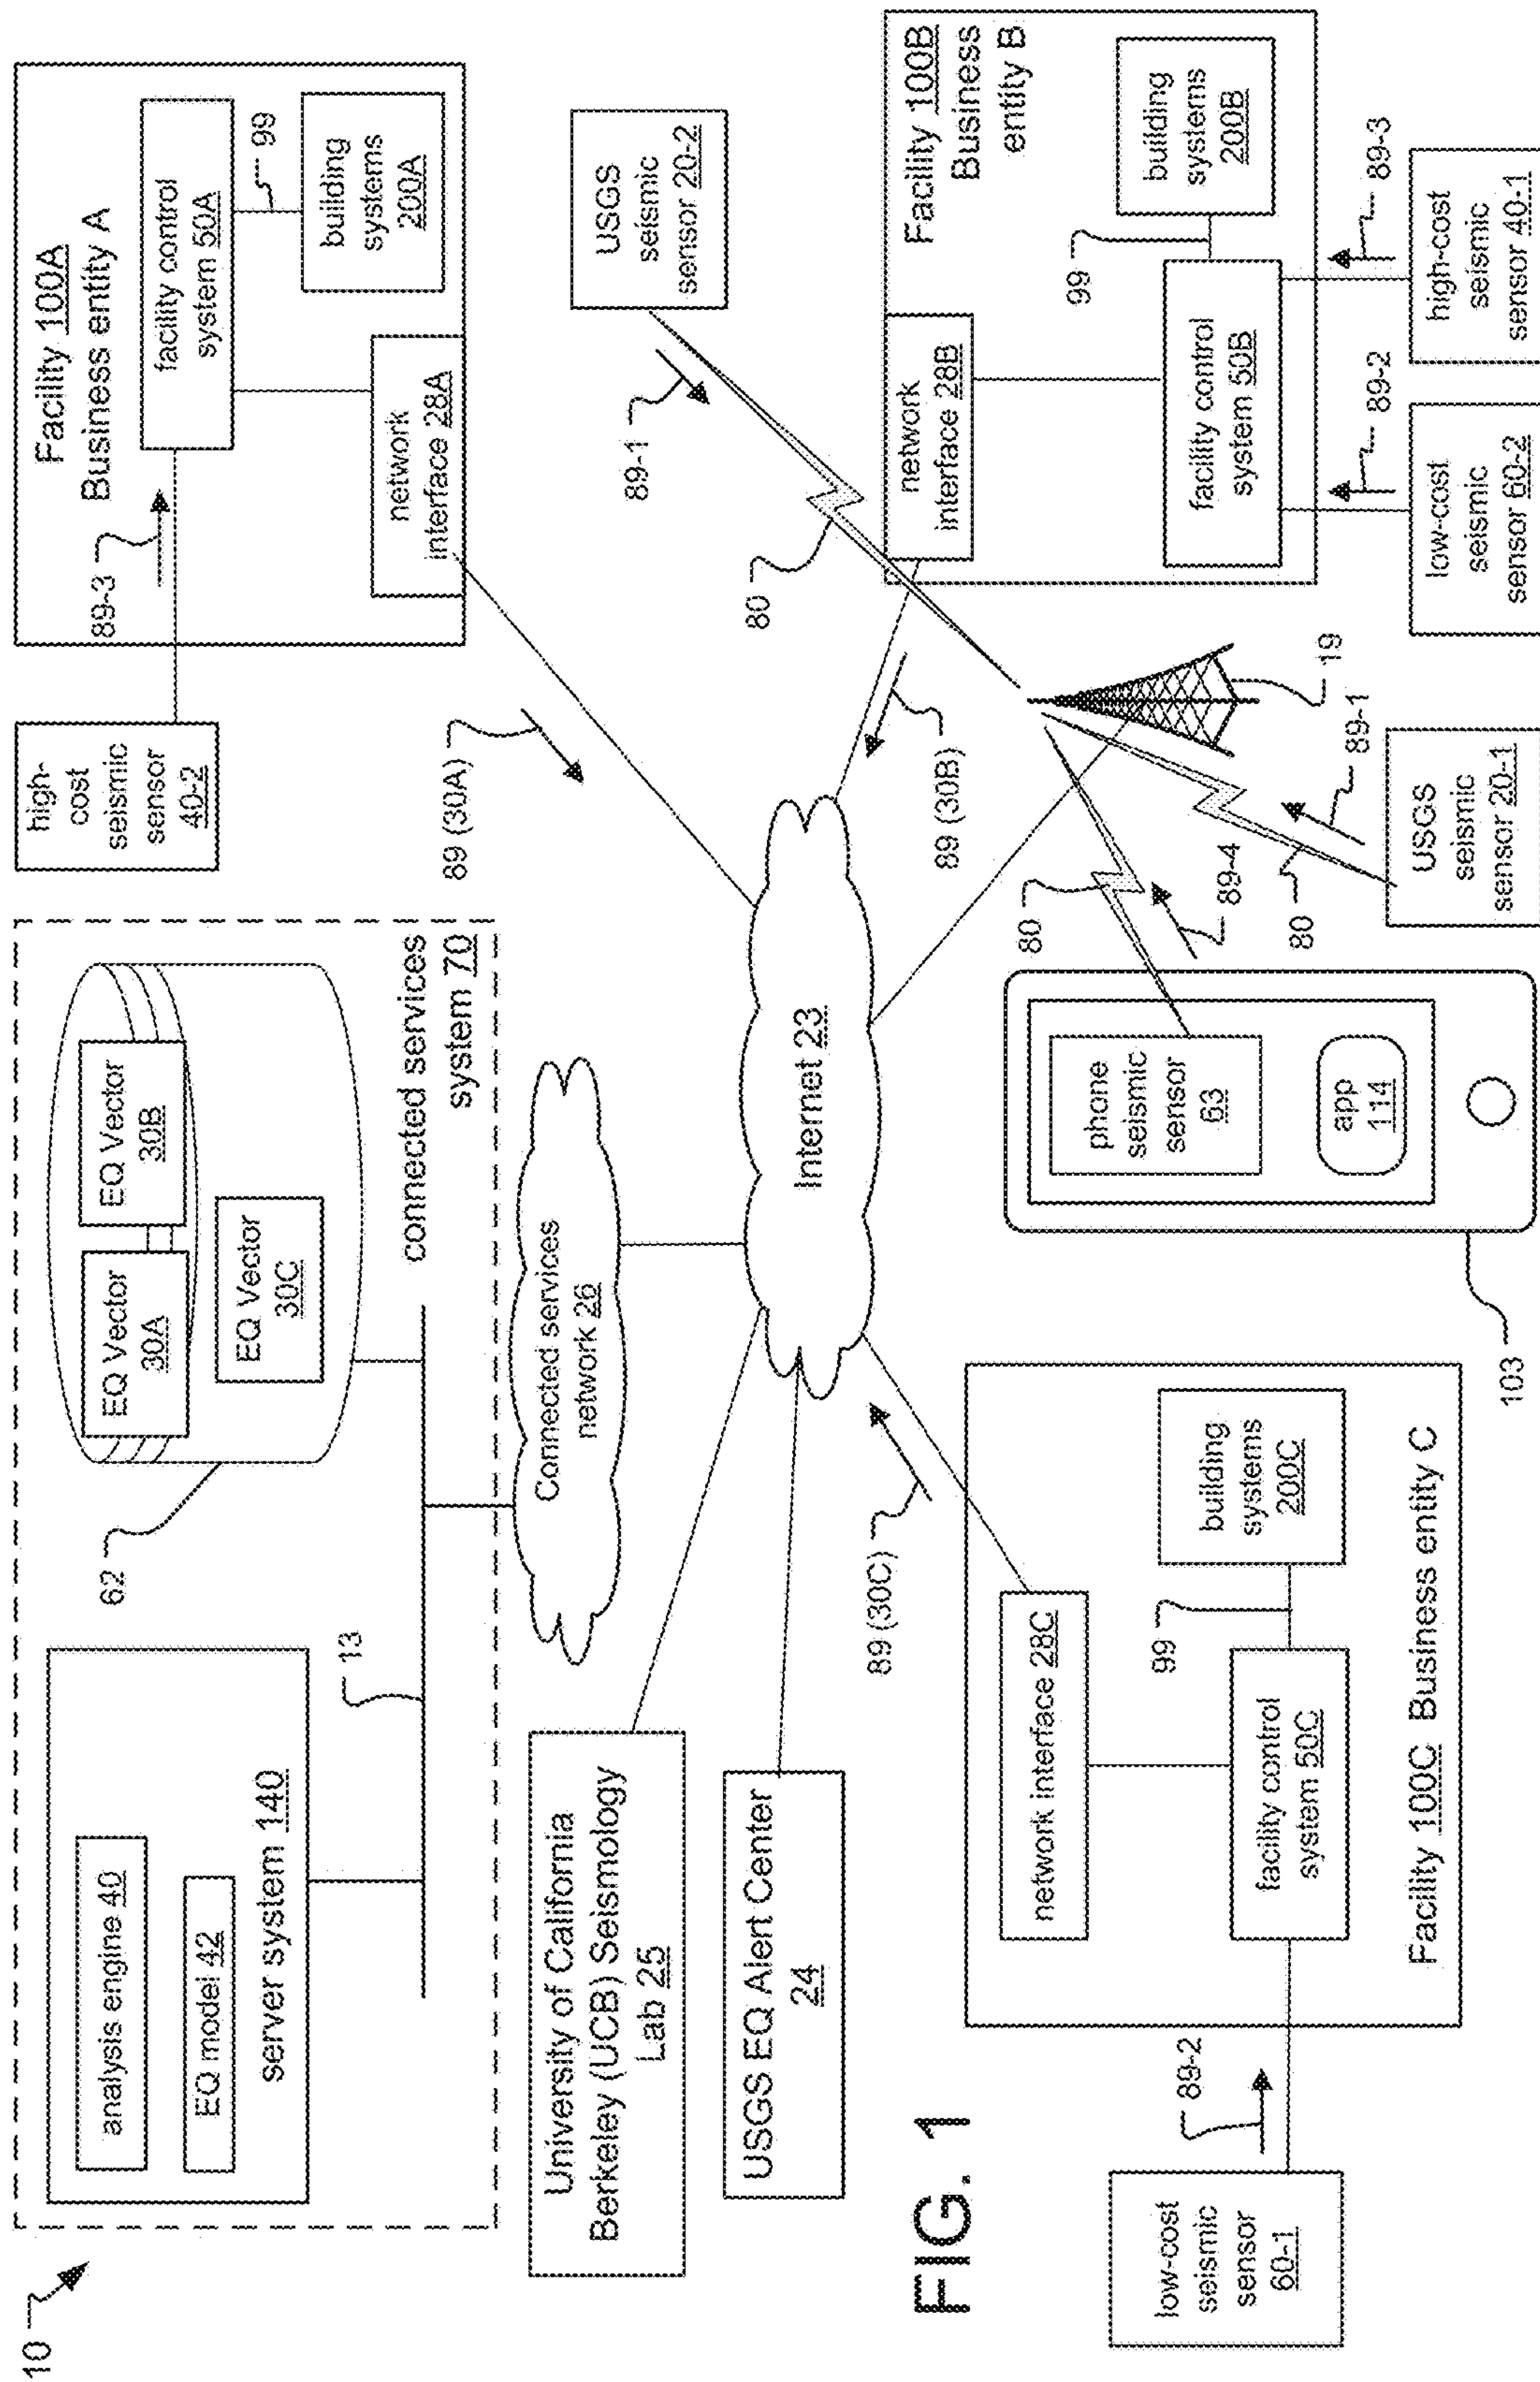 10
analysis engine 40
EQ model 42
server system 140
13
62
EQ Vector
30A
EQ Vector
30B
EQ Vector
30C
connected services
system 70
high-
cost
seismic
sensor
40-2
89-3
Facility 100A
Business entity A
facility control
system 50A
99
building
systems
200A
network
interface 28A
University of California
Berkeley (UCB) Seismology
Lab 25
USGS EQ Alert Center
24
Connected services
network 26
Internet 23
89 (30A)
89 (30B)
89 (30C)
USGS
seismic
sensor 20-2
89-1
80
Facility 100B
Business
entity B
network
interface 28B
facility control
system 50B
99
building
systems
200B
89-2
89-3
low-cost
seismic
sensor 60-2
high-cost
seismic
sensor 40-1
19
89-1
80
USGS
seismic
sensor 20-1
80
89-4
phone
seismic
sensor
63
app
114
103
network interface 28C
facility control
system 50C
99
building
systems
200C
Facility 100C Business entity C
89-2
low-cost
seismic
sensor
60-1
FIG. 1